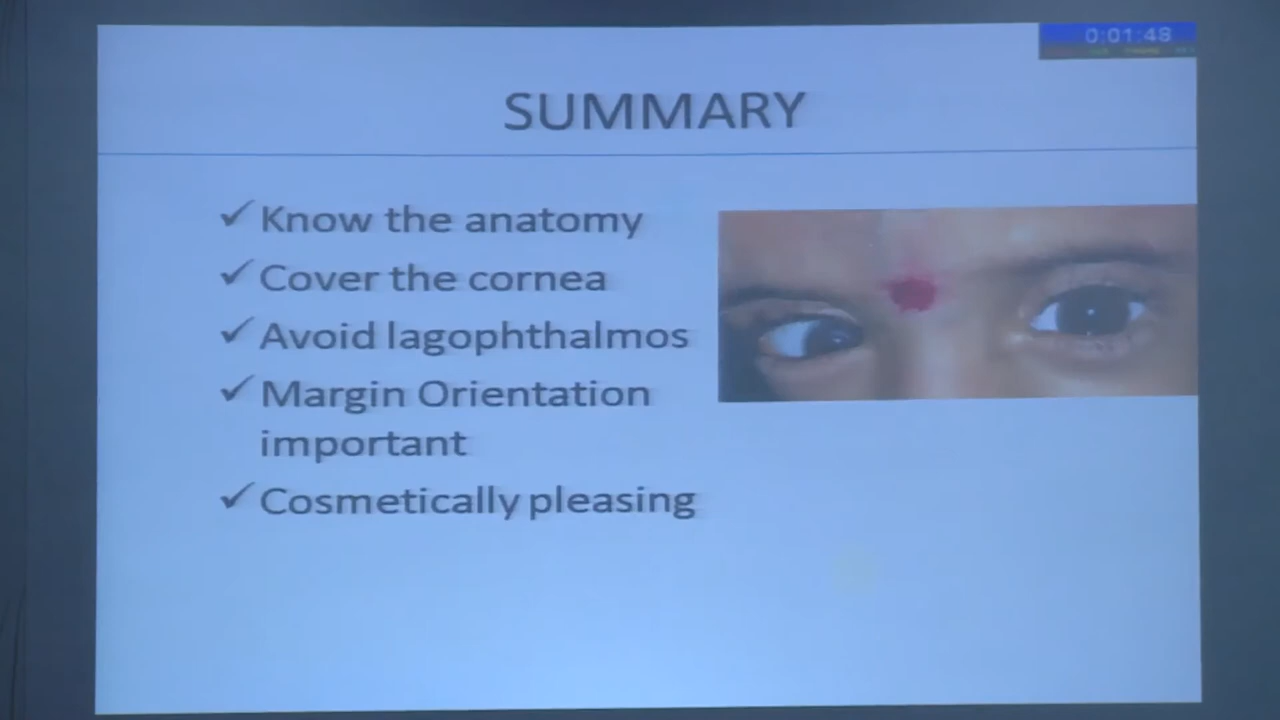 0:01:48
SUMMARY
✓ Know the anatomy
✓ Cover the cornea
✓ Avoid lagophthalmos
✓ Margin Orientation
important
✓ Cosmetically pleasing